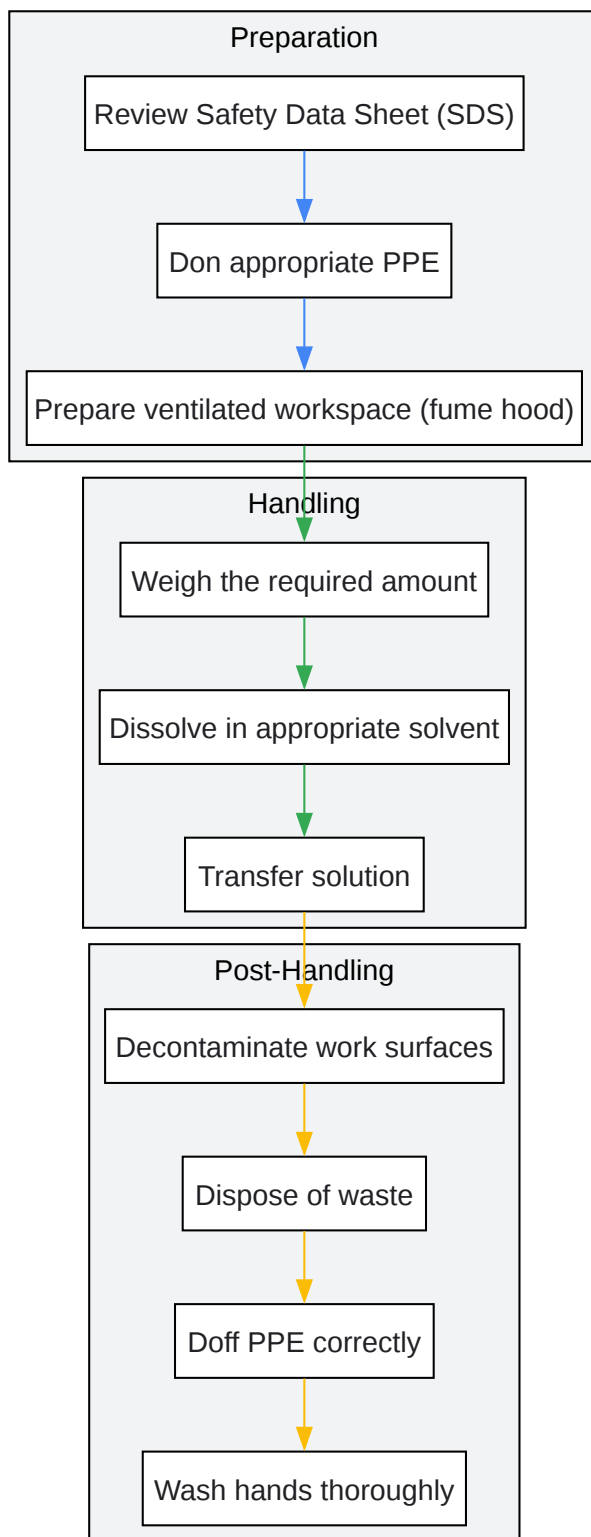 Preparation
Review Safety Data Sheet (SDS)
Don appropriate PPE
Prepare ventilated workspace (fume hood)
Handling
Weigh the required amount
Dissolve in appropriate solvent
Transfer solution
Post-Handling
Decontaminate work surfaces
Dispose of waste
Doff PPE correctly
Wash hands thoroughly